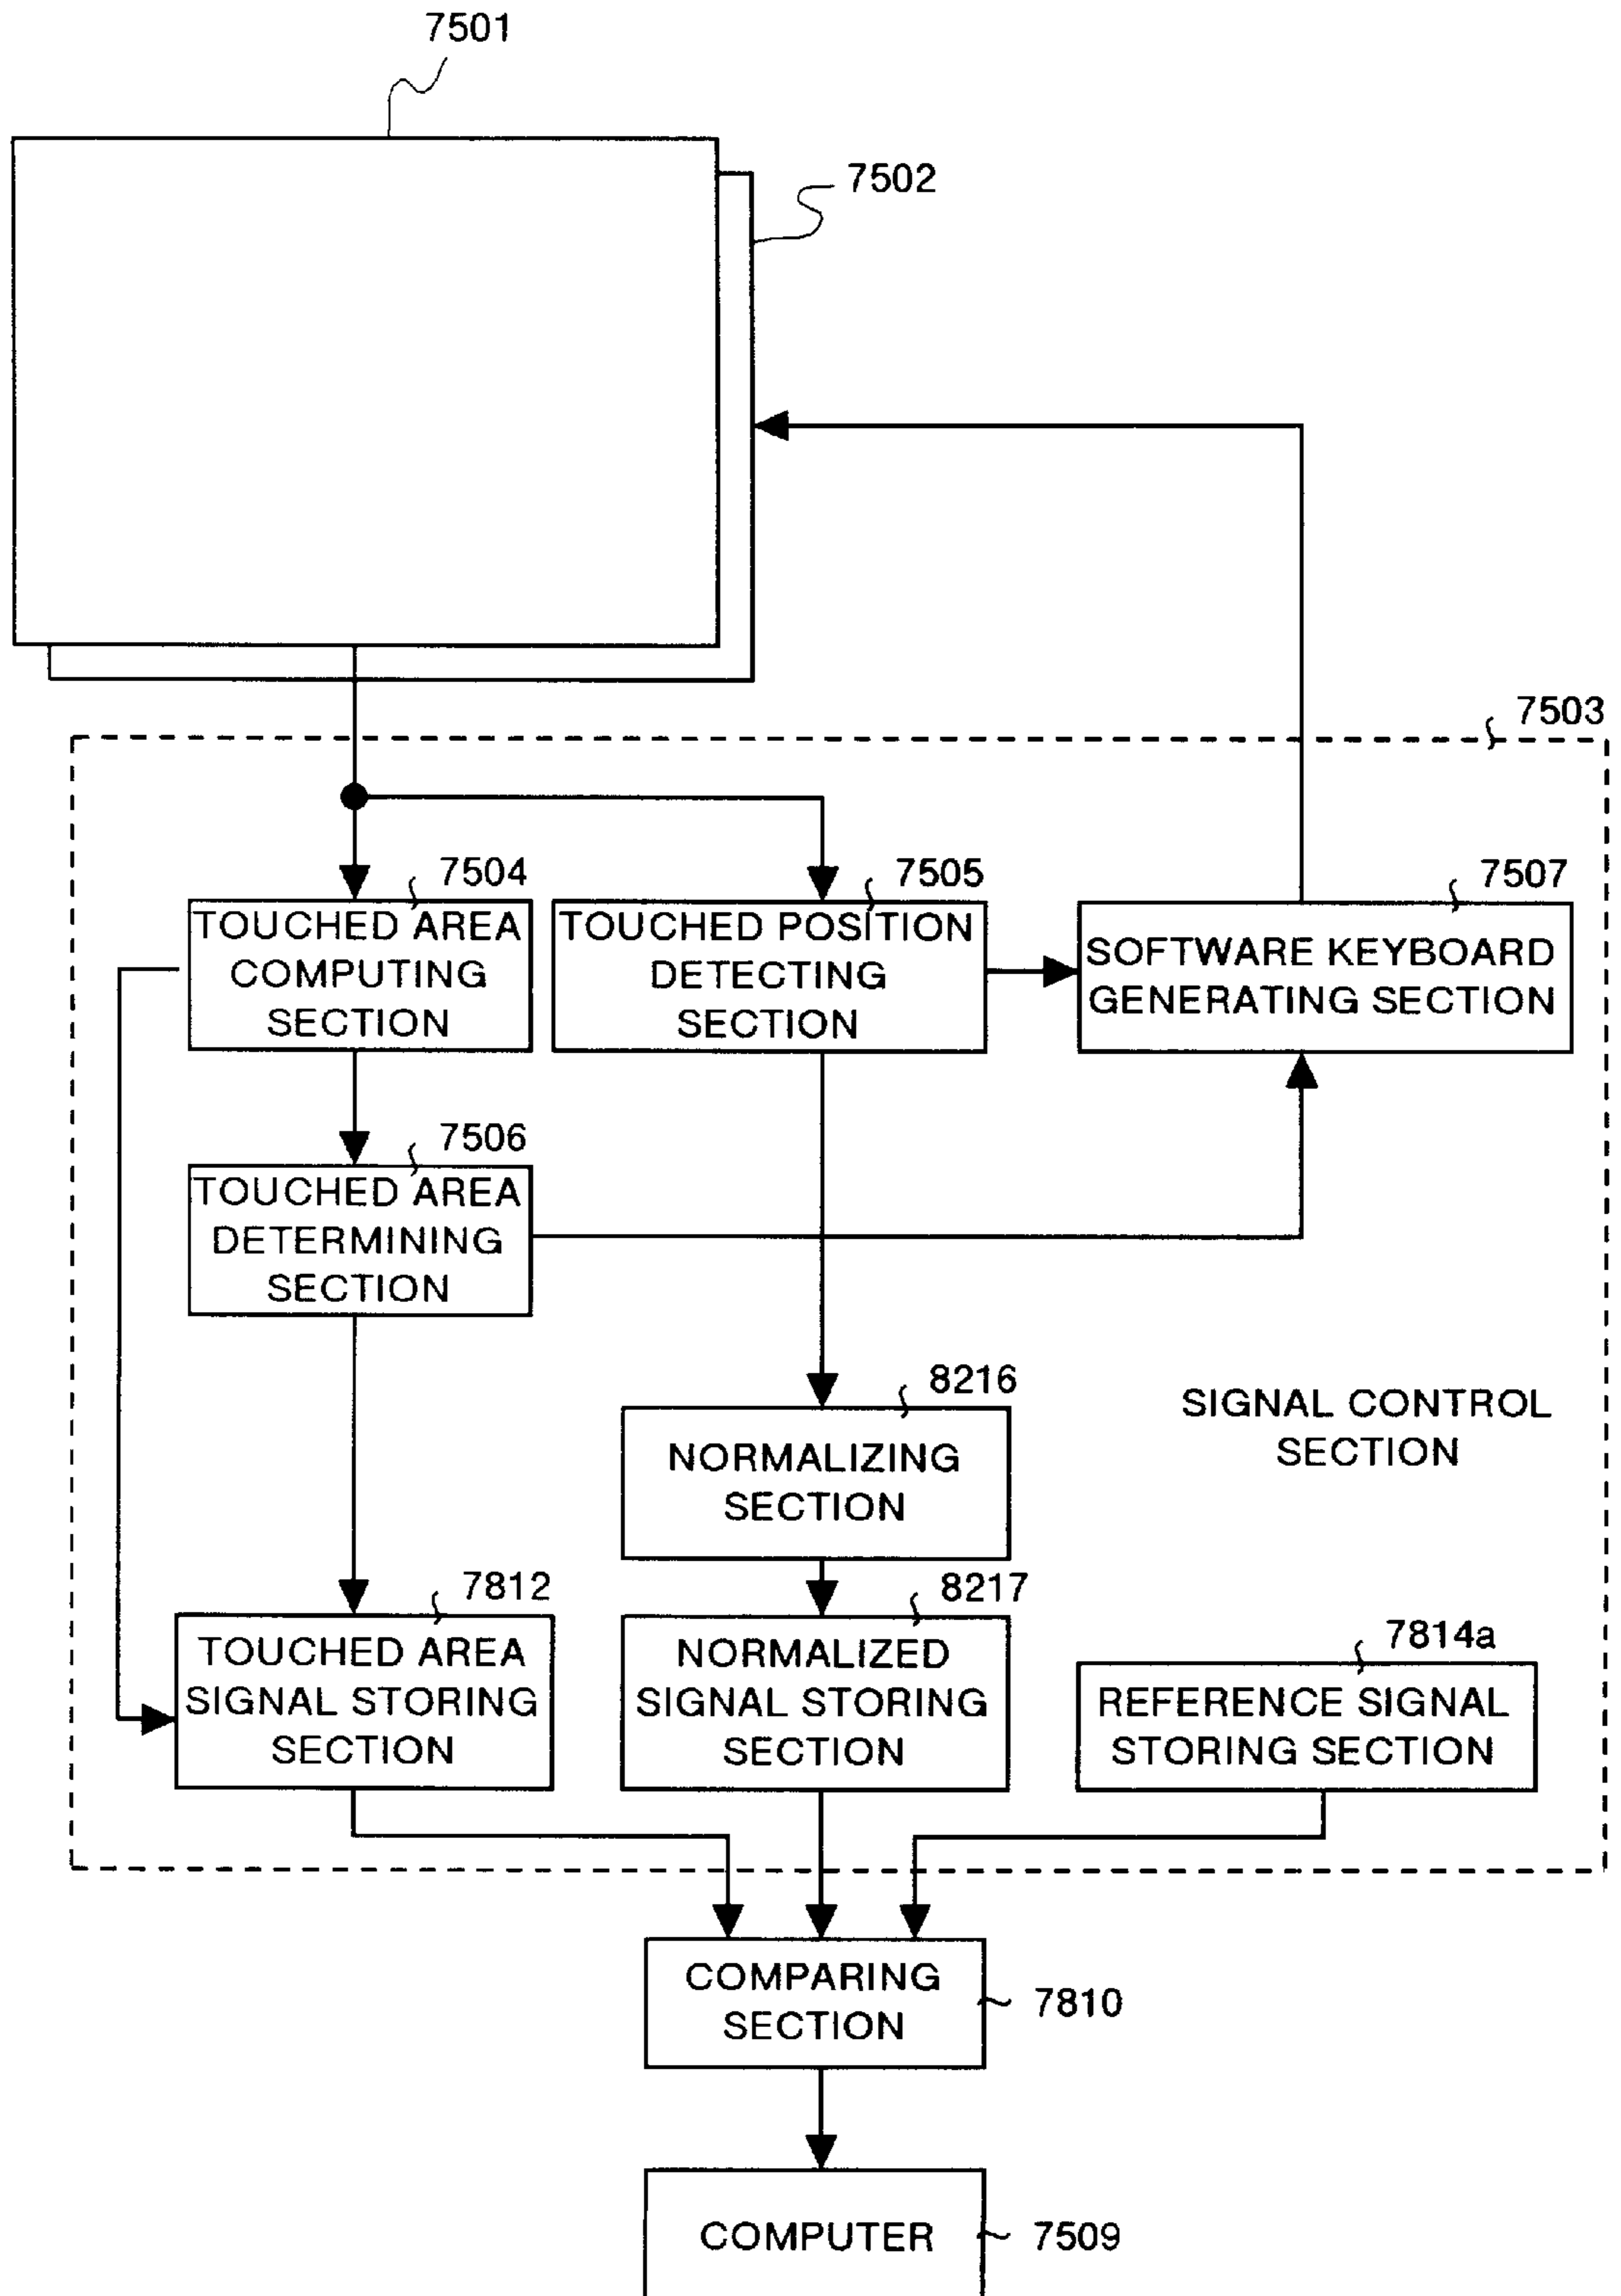 7501
7502
7503
7504
7505
7507
TOUCHED AREA
COMPUTING
SECTION
TOUCHED POSITION
DETECTING
SECTION
SOFTWARE KEYBOARD
GENERATING SECTION
7506
TOUCHED AREA
DETERMINING
SECTION
8216
NORMALIZING
SECTION
SIGNAL CONTROL
SECTION
7812
TOUCHED AREA
SIGNAL STORING
SECTION
8217
NORMALIZED
SIGNAL STORING
SECTION
7814a
REFERENCE SIGNAL
STORING SECTION
COMPARING
SECTION
7810
COMPUTER
7509